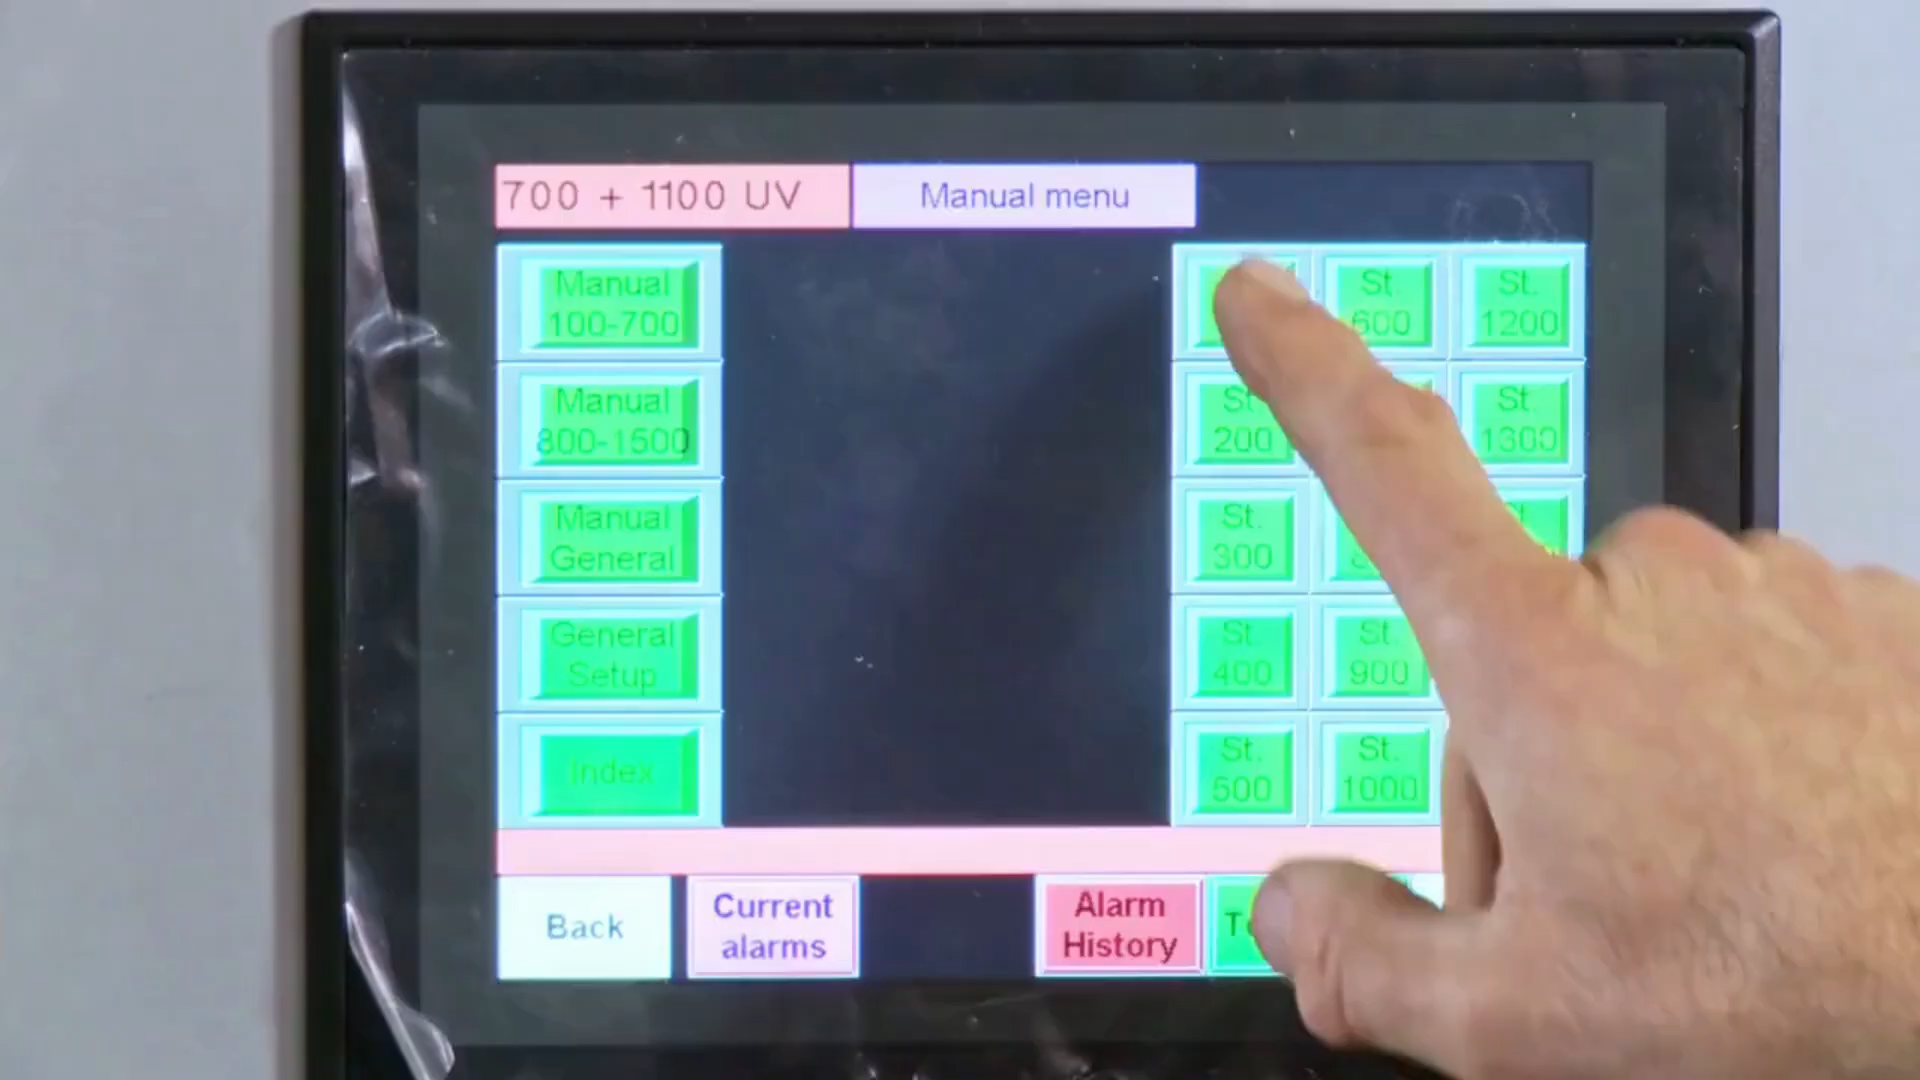 700 + 1100 UV
Manual menu
Manual
100-700
St
600
St.
1200
Manual
800-1500
St
200
St.
1300
Manual
General
St.
300
General
Setup
St.
400
St.
900
Index
St.
500
St.
1000
Back
Current
alarms
Alarm
History